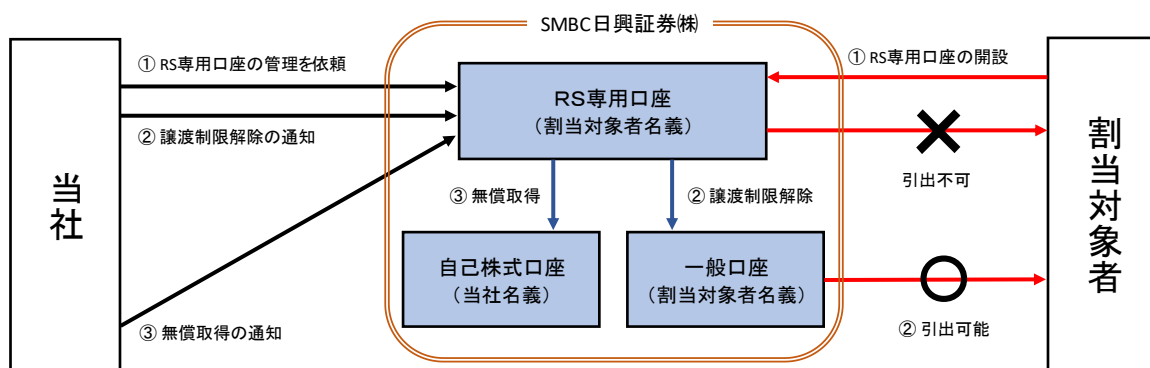 SMBC日興証券㈱
① RS専用口座の管理を依頼
① RS専用口座の開設
RS専用口座
（割当対象者名義）
② 譲渡制限解除の通知
引出不可
当社
割当対象者
③ 無償取得
② 譲渡制限解除
自己株式口座
（当社名義）
一般口座
（割当対象者名義）
③ 無償取得の通知
② 引出可能